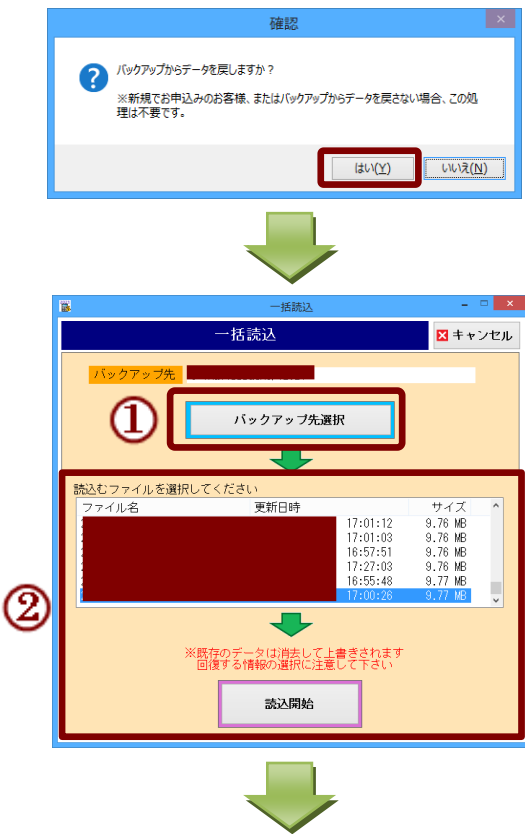 確認
バックアップからデータを戻しますか？
※新規でお申込みのお客様、またはバックアップからデータを戻さない場合、この処
理は不要です。
はい(Y)
いいえ(N)
一括読込
一括読込
キャンセル
バックアップ先
①
バックアップ先選択
②
読込むファイルを選択してください
ファイル名 更新日時 サイズ
17:01:12 9.76 MB
17:01:03 9.76 MB
16:57:51 9.76 MB
17:27:03 9.76 MB
16:55:48 9.77 MB
17:00:26 9.77 MB
※既存のデータは消去して上書きされます
回復する情報の選択に注意して下さい
読込開始